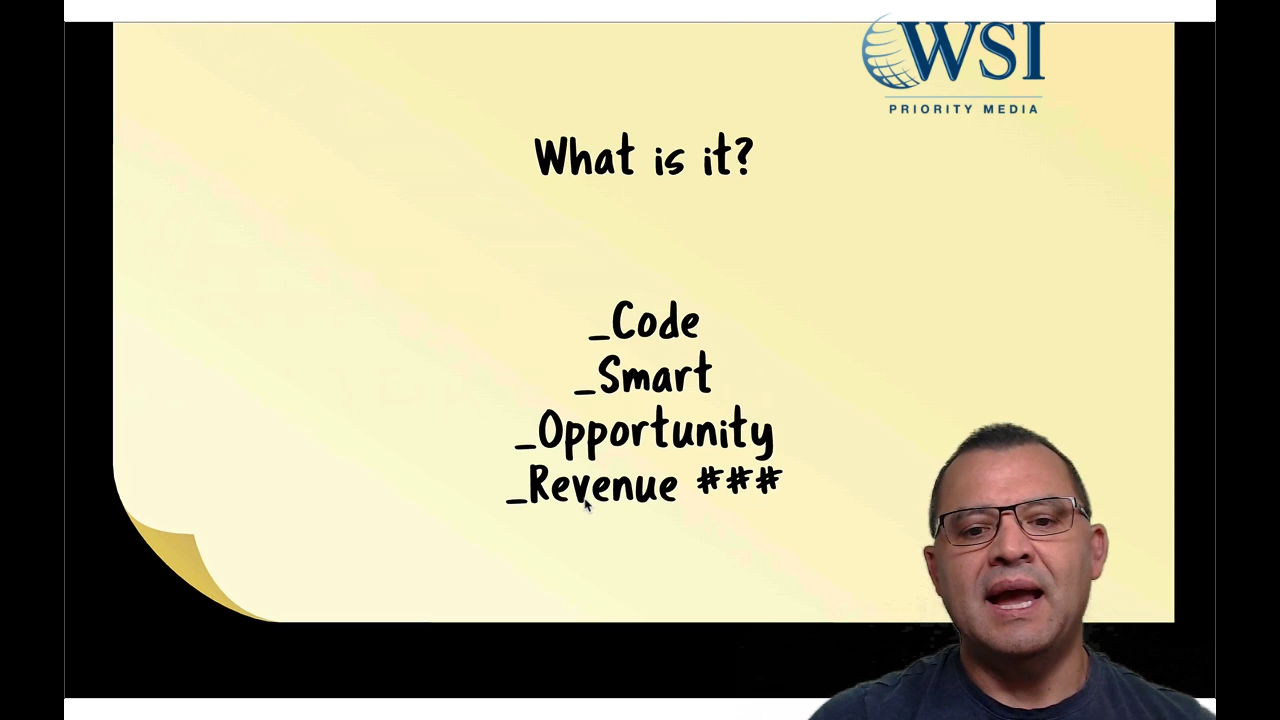 WSI
PRIORITY MEDIA
What is it?
_Code
_Smart
_Opportunity
_Revenue ###